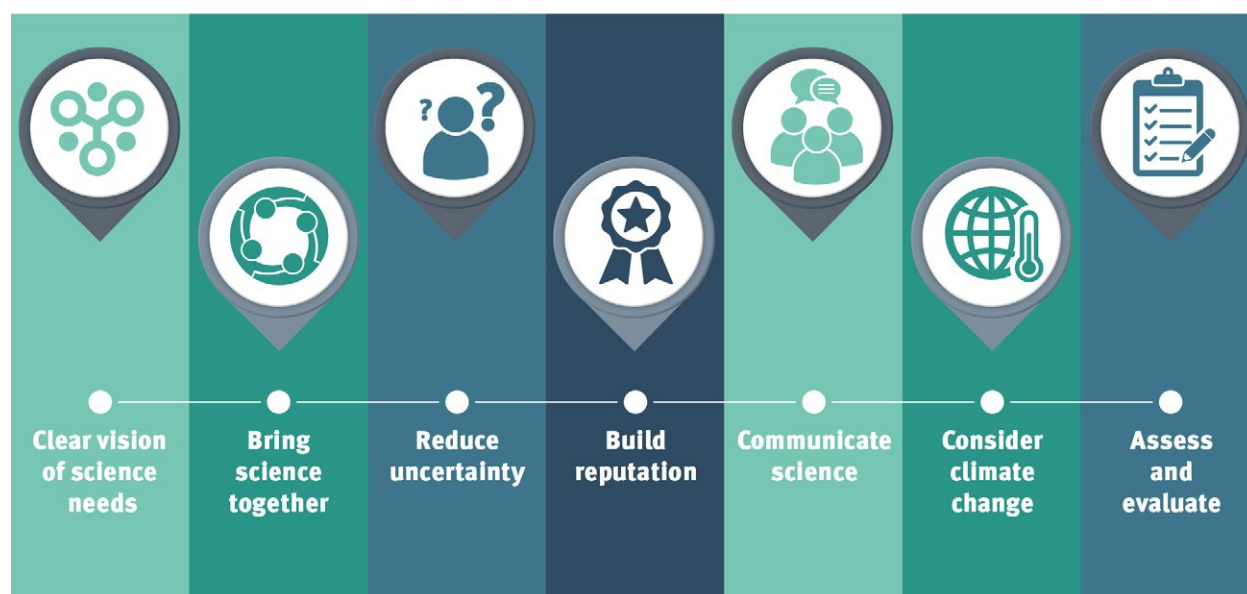 Clear vision
of science
needs
Bring
science
together
Reduce
uncertainty
Build
reputation
Communicate
science
Consider
climate
change
Assess
and
evaluate